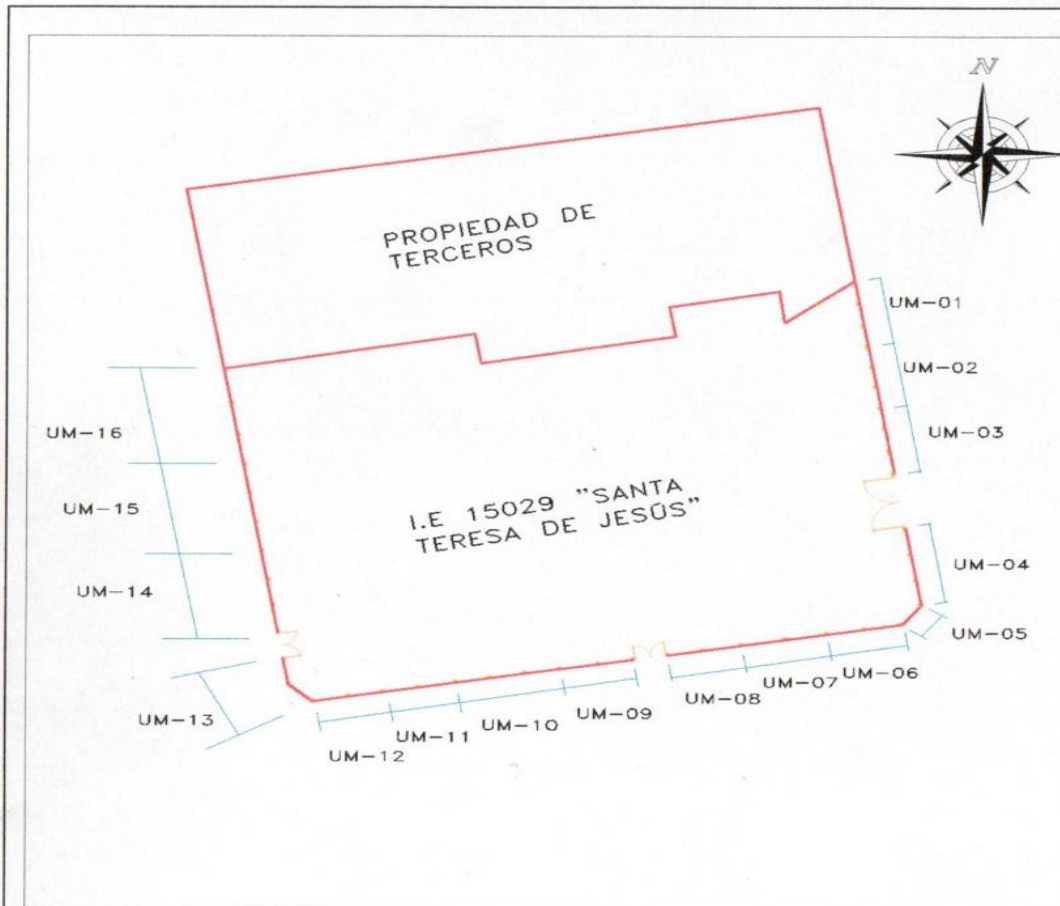 N
PROPIEDAD DE
TERCEROS
UM-01
UM-02
UM-03
UM-16
UM-15
I.E 15029 "SANTA
TERESA DE JESÚS"
UM-04
UM-14
UM-05
UM-06
UM-07
UM-08
UM-09
UM-10
UM-11
UM-12
UM-13